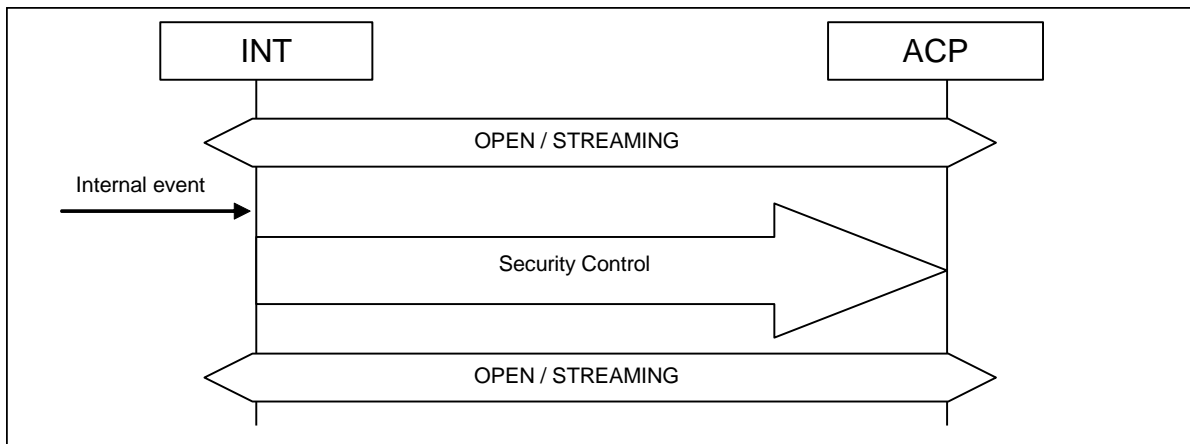 INT
ACP
OPEN / STREAMING
Internal event
Security Control
OPEN / STREAMING